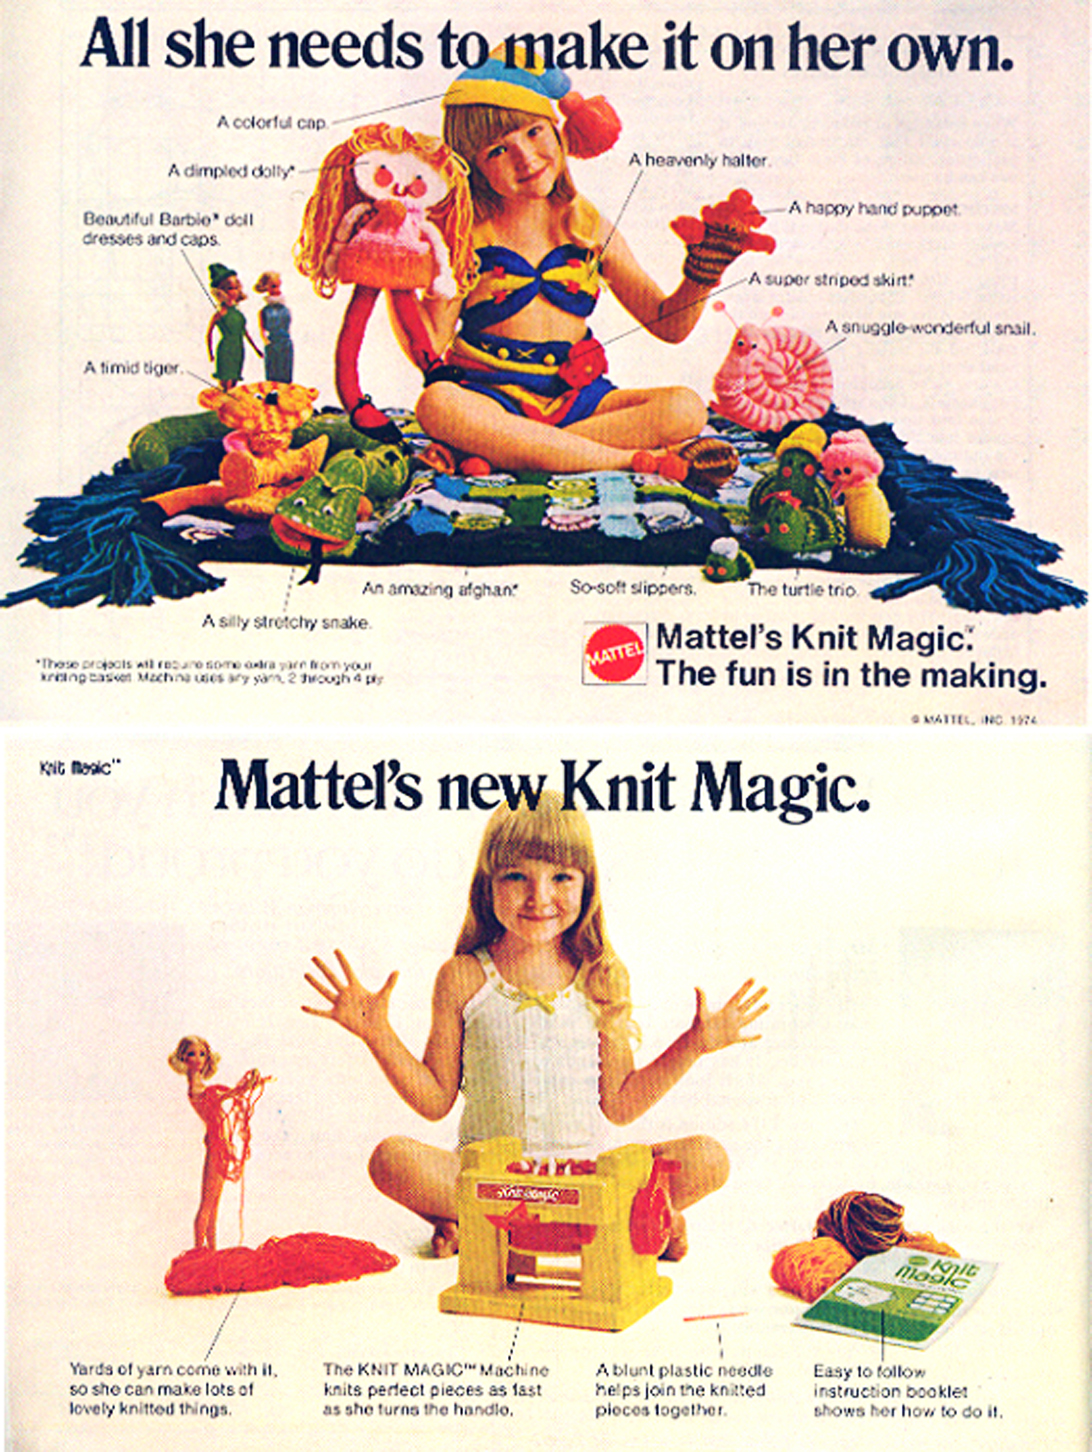 All she needs to make it on her own.
A colorful cap.
A dimpled dolly*
A heavenly halter.
Beautiful Barbie* doll
dresses and caps.
A happy hand puppet.
A super striped skirt*
A snuggle-wonderful snail.
A timid tiger.
An amazing afghan*
So-soft slippers.
The turtle trio.
A silly stretchy snake.
*These projects will require some extra yarn from your
knitting basket. Machine uses any yarn, 2 through 4 ply
MATTEL
Mattel's Knit Magic.™
The fun is in the making.
© MATTEL, INC. 1974
Knit Magic™
Mattel's new Knit Magic.
Knit Magic
Knit
magic
Yards of yarn come with it,
so she can make lots of
lovely knitted things.
The KNIT MAGIC™ Machine
knits perfect pieces as fast
as she turns the handle.
A blunt plastic needle
helps join the knitted
pieces together.
Easy to follow
instruction booklet
shows her how to do it.